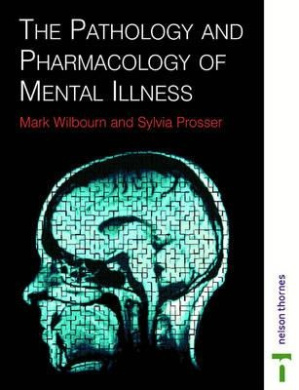 The Pathology and
Pharmacology of
Mental Illness
Mark Wilbourn and Sylvia Prosser
nelson thornes